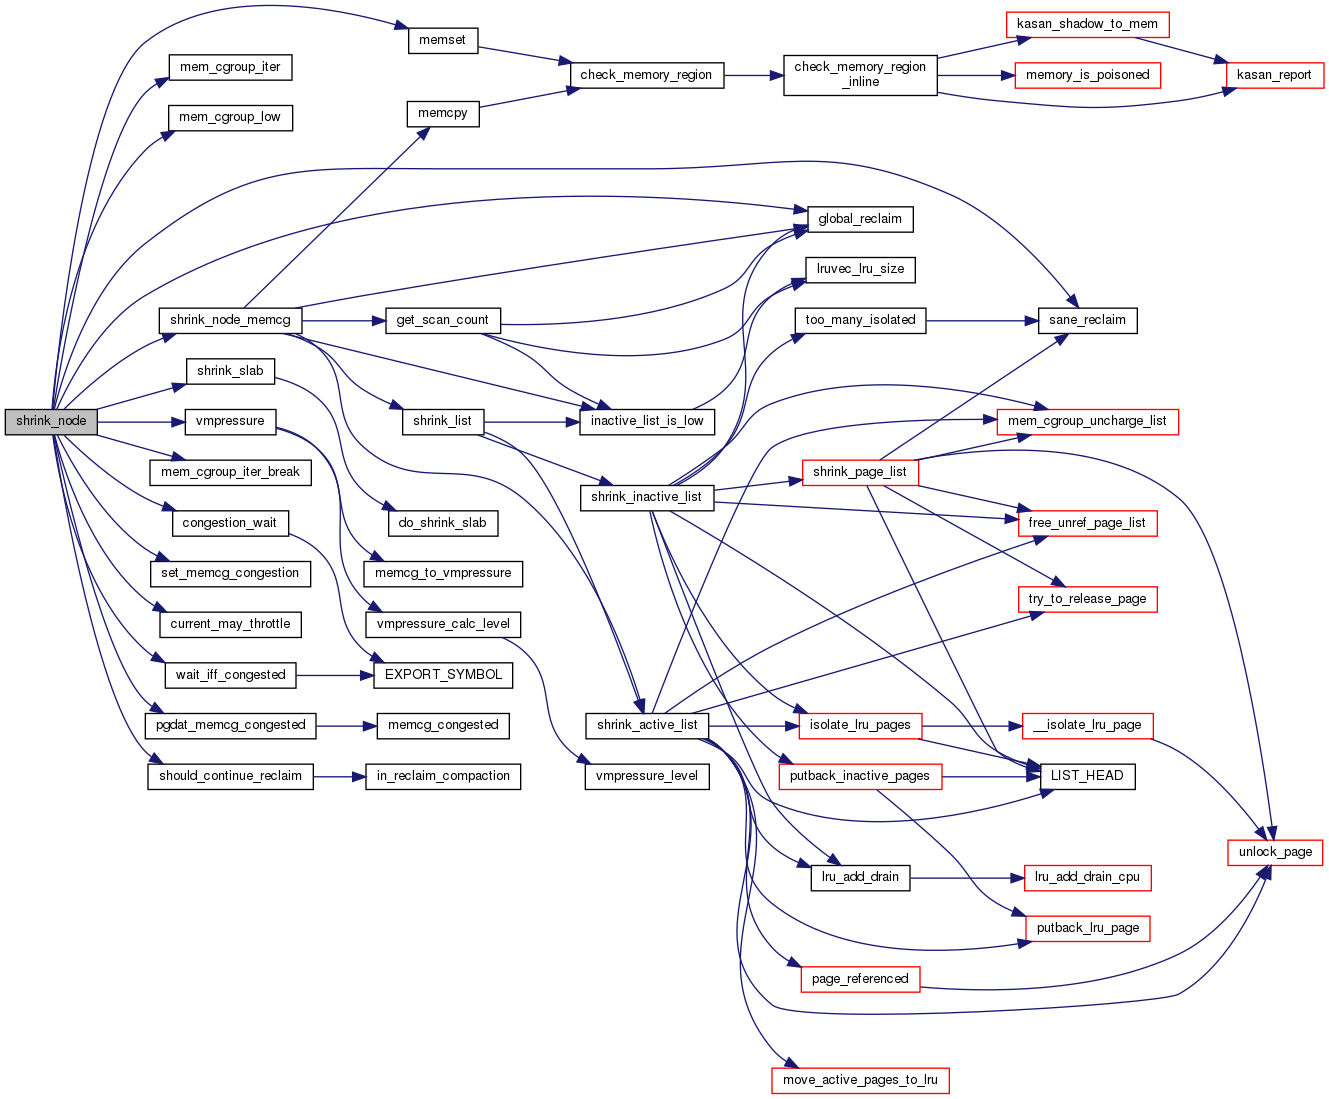 shrink_node
memset
mem_cgroup_iter
mem_cgroup_low
memcpy
check_memory_region
check_memory_region
_inline
kasan_shadow_to_mem
memory_is_poisoned
kasan_report
global_reclaim
lruvec_lru_size
shrink_node_memcg
get_scan_count
too_many_isolated
sane_reclaim
shrink_slab
vmpressure
shrink_list
inactive_list_is_low
mem_cgroup_uncharge_list
mem_cgroup_iter_break
shrink_inactive_list
shrink_page_list
congestion_wait
do_shrink_slab
free_unref_page_list
set_memcg_congestion
memcg_to_vmpressure
try_to_release_page
current_may_throttle
vmpressure_calc_level
wait_iff_congested
EXPORT_SYMBOL
pgdat_memcg_congested
memcg_congested
shrink_active_list
isolate_lru_pages
__isolate_lru_page
should_continue_reclaim
in_reclaim_compaction
vmpressure_level
putback_inactive_pages
LIST_HEAD
unlock_page
lru_add_drain
lru_add_drain_cpu
putback_lru_page
page_referenced
move_active_pages_to_lru